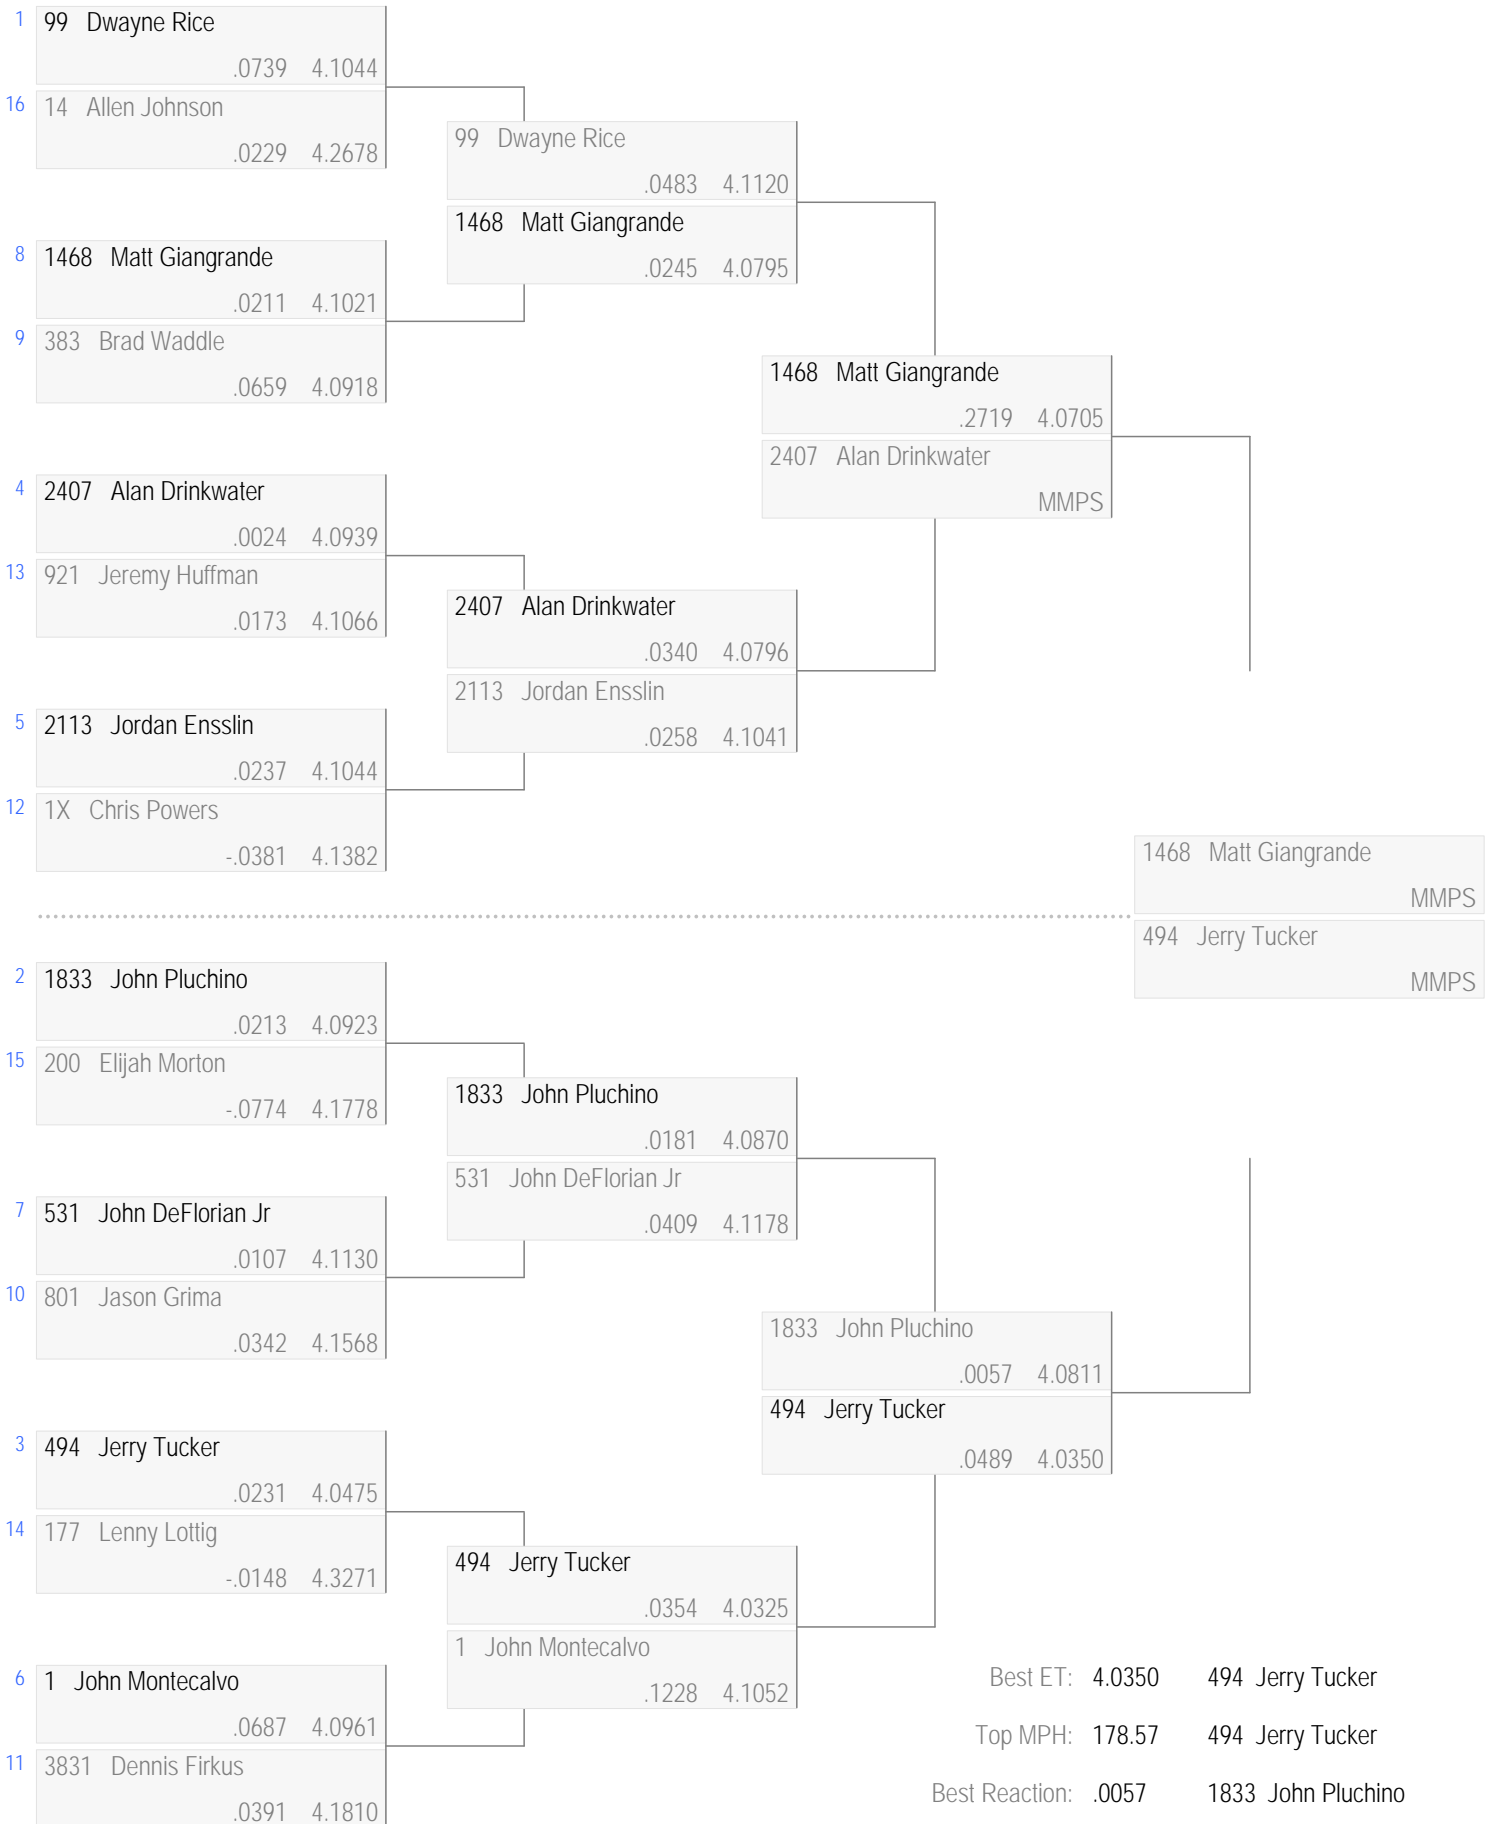 1 99 Dwayne Rice
.0739 4.1044
16 14 Allen Johnson
.0229 4.2678
99 Dwayne Rice
.0483 4.1120
1468 Matt Giangrande
.0245 4.0795
8 1468 Matt Giangrande
.0211 4.1021
9 383 Brad Waddle
.0659 4.0918
1468 Matt Giangrande
.2719 4.0705
2407 Alan Drinkwater
MMPS
4 2407 Alan Drinkwater
.0024 4.0939
13 921 Jeremy Huffman
.0173 4.1066
2407 Alan Drinkwater
.0340 4.0796
2113 Jordan Ensslin
.0258 4.1041
5 2113 Jordan Ensslin
.0237 4.1044
12 1X Chris Powers
-.0381 4.1382
1468 Matt Giangrande
MMPS
494 Jerry Tucker
MMPS
2 1833 John Pluchino
.0213 4.0923
15 200 Elijah Morton
-.0774 4.1778
1833 John Pluchino
.0181 4.0870
531 John DeFlorian Jr
.0409 4.1178
7 531 John DeFlorian Jr
.0107 4.1130
10 801 Jason Grima
.0342 4.1568
1833 John Pluchino
.0057 4.0811
494 Jerry Tucker
.0489 4.0350
3 494 Jerry Tucker
.0231 4.0475
14 177 Lenny Lottig
-.0148 4.3271
494 Jerry Tucker
.0354 4.0325
1 John Montecalvo
.1228 4.1052
6 1 John Montecalvo
.0687 4.0961
11 3831 Dennis Firkus
.0391 4.1810
Best ET: 4.0350 494 Jerry Tucker
Top MPH: 178.57 494 Jerry Tucker
Best Reaction: .0057 1833 John Pluchino